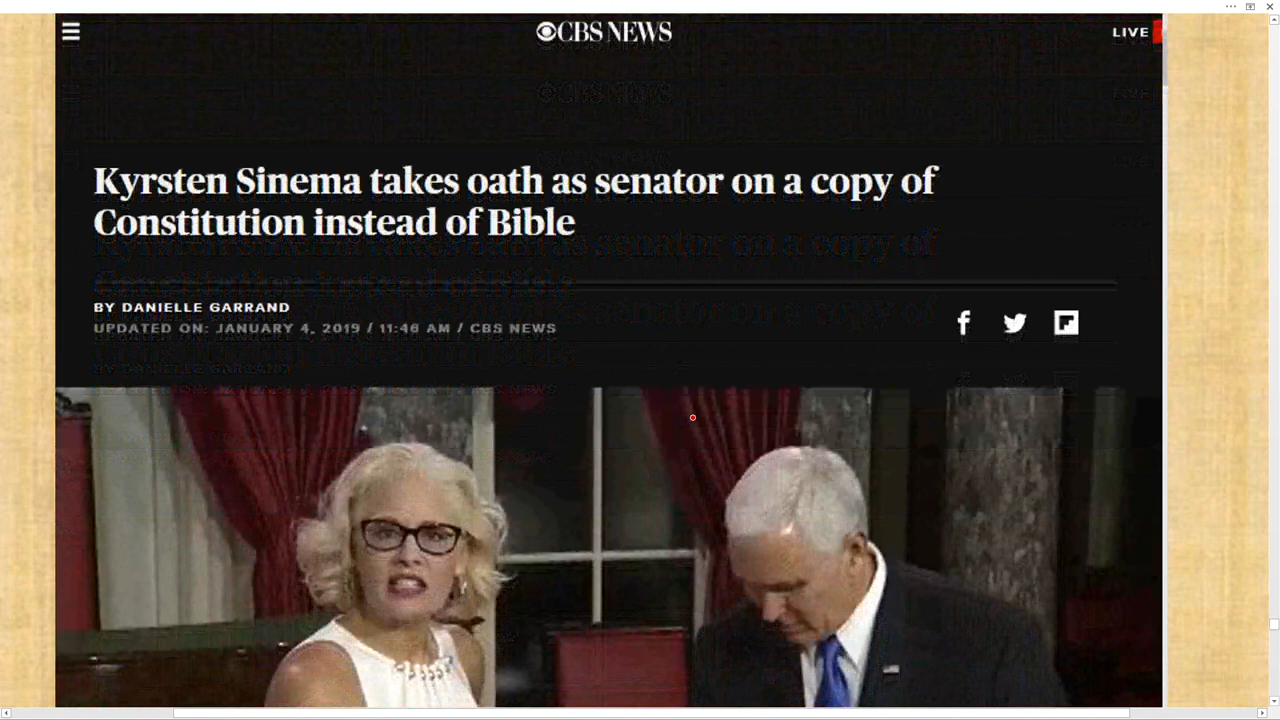 CBS NEWS
LIVE
Kyrsten Sinema takes oath as senator on a copy of
Constitution instead of Bible
BY DANIELLE GARRAND
UPDATED ON: JANUARY 4, 2019 / 11:46 AM / CBS NEWS